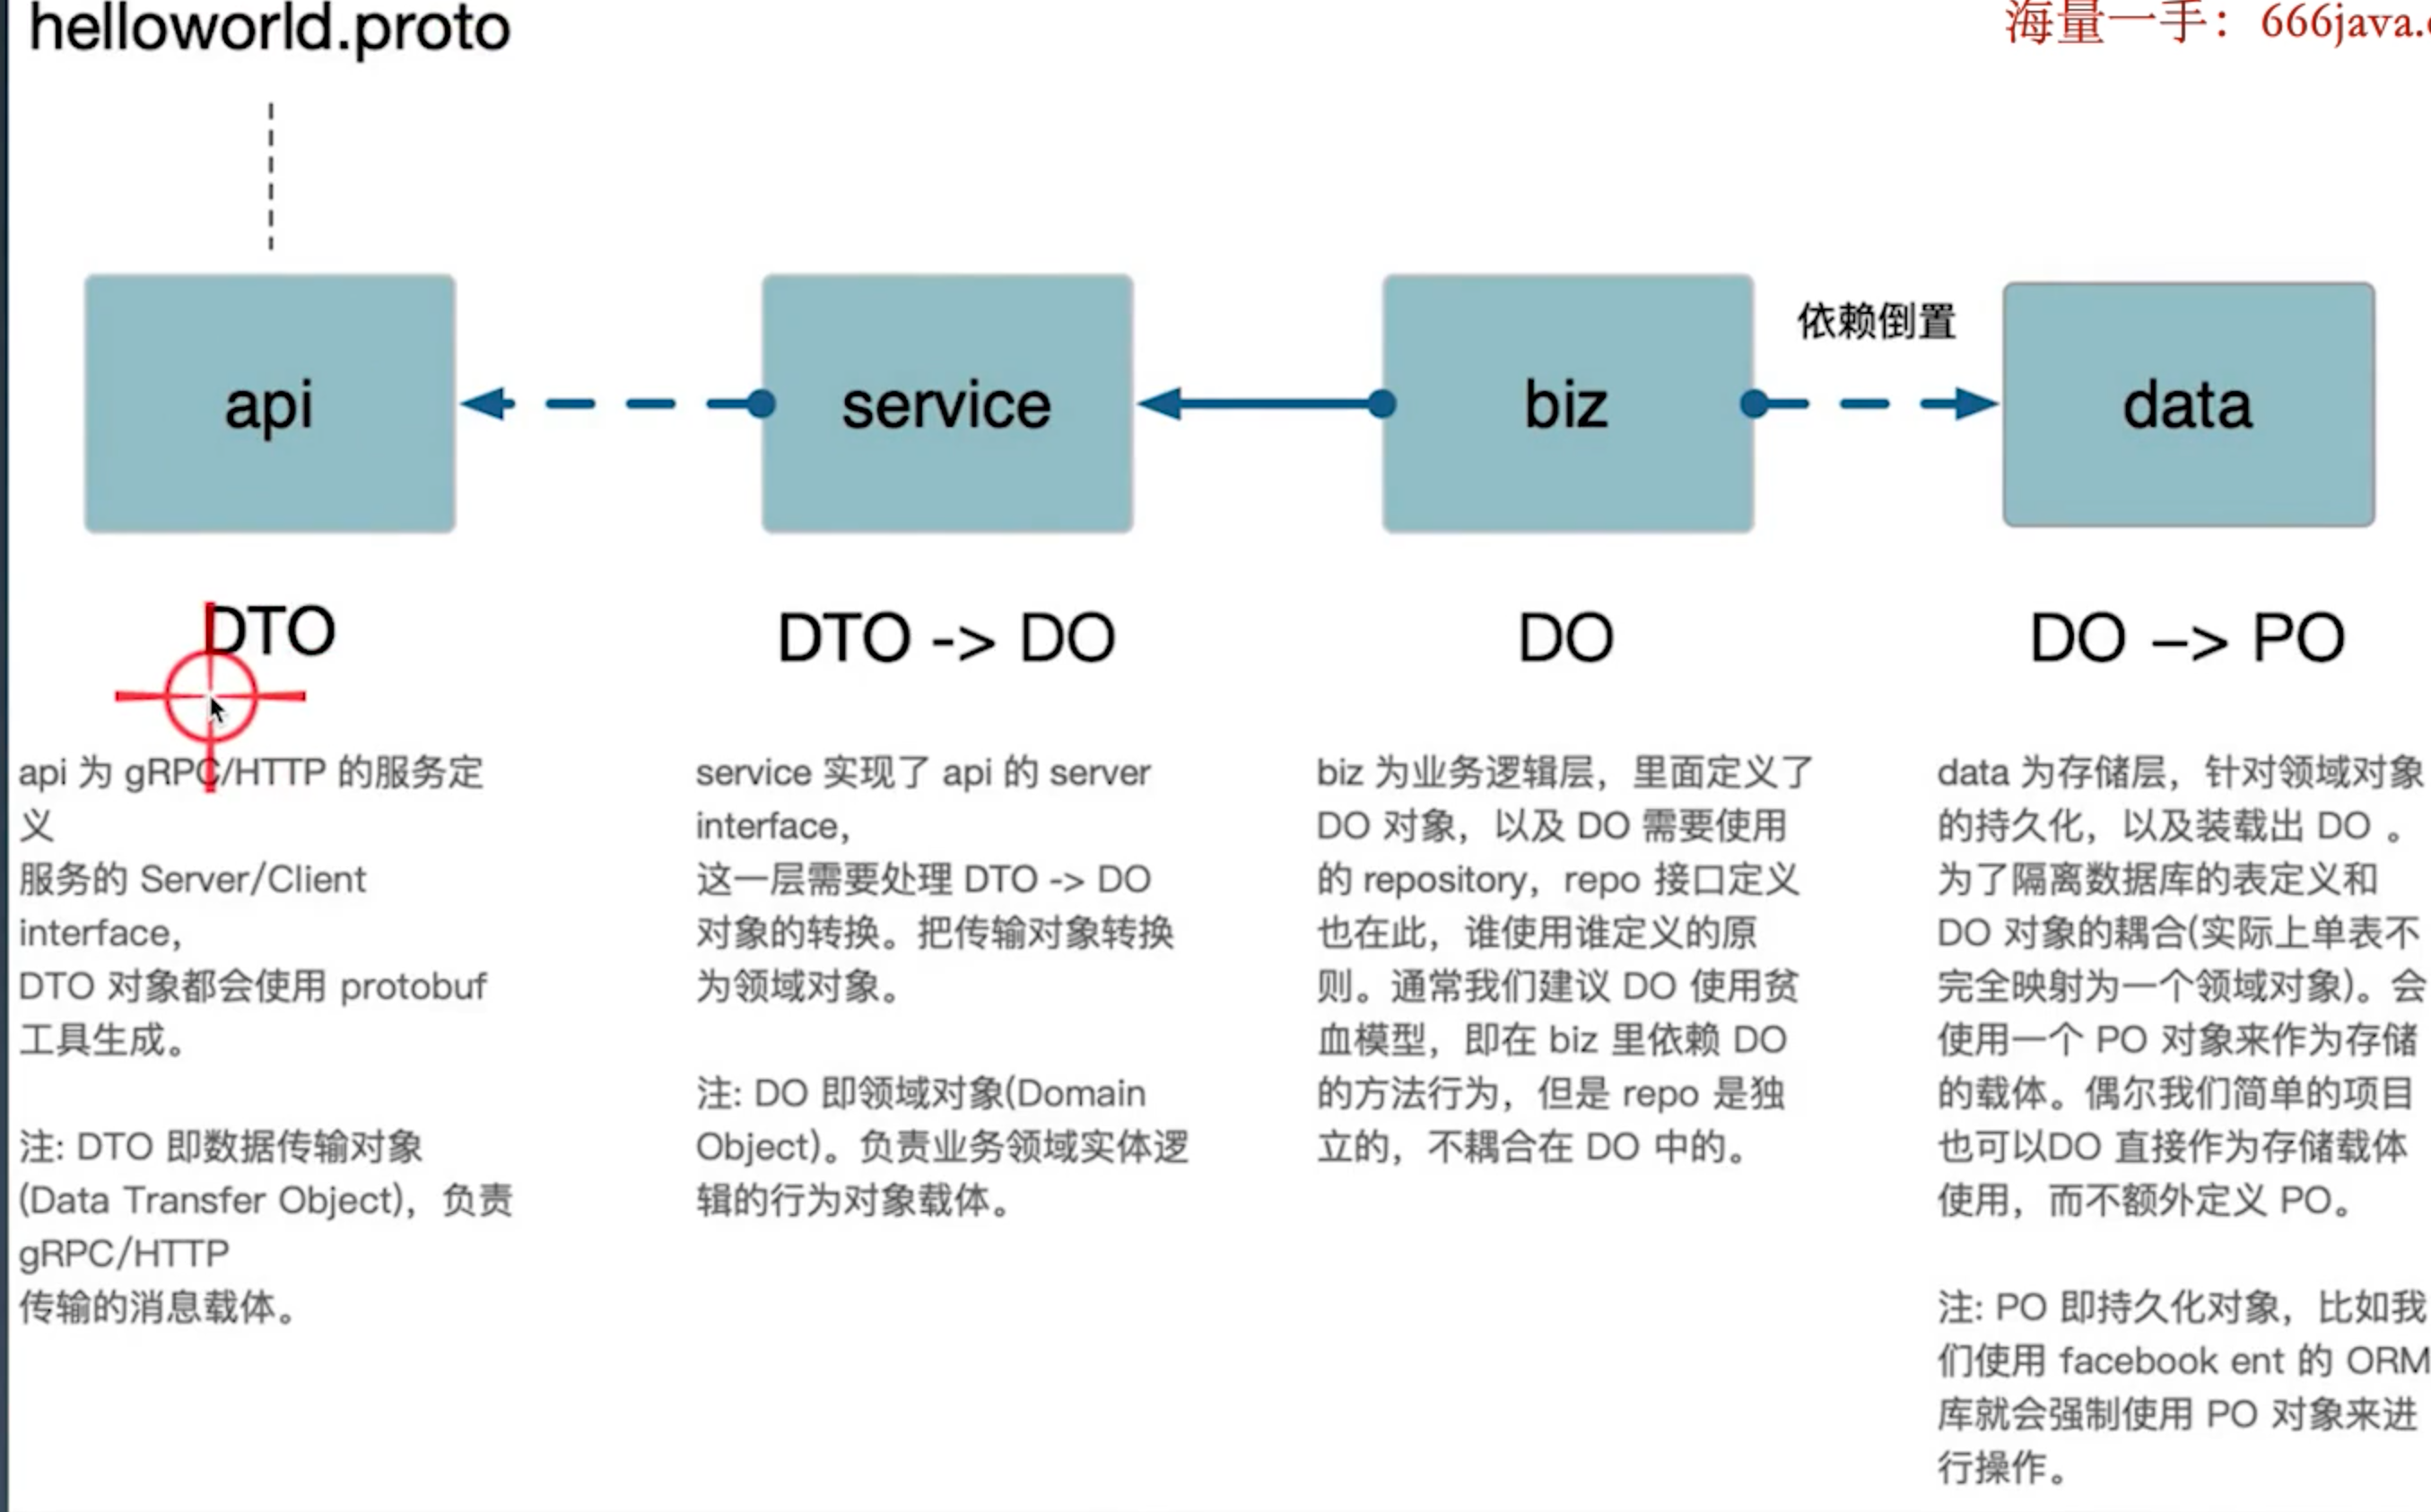 helloworld.proto
海量一手：666java.
依赖倒置
api
service
biz
data
DTO
DTO -> DO
DO
DO –> PO
api 为 gRPC/HTTP 的服务定
义
服务的 Server/Client
interface,
DTO 对象都会使用 protobuf
工具生成。
注: DTO 即数据传输对象
(Data Transfer Object)，负责
gRPC/HTTP
传输的消息载体。
service 实现了 api 的 server
interface,
这一层需要处理 DTO -> DO
对象的转换。把传输对象转换
为领域对象。
注: DO 即领域对象(Domain
Object)。负责业务领域实体逻
辑的行为对象载体。
biz 为业务逻辑层，里面定义了
DO 对象，以及 DO 需要使用
的 repository，repo 接口定义
也在此，谁使用谁定义的原
则。通常我们建议 DO 使用贫
血模型，即在 biz 里依赖 DO
的方法行为，但是 repo 是独
立的，不耦合在 DO 中的。
data 为存储层，针对领域对象
的持久化，以及装载出 DO 。
为了隔离数据库的表定义和
DO 对象的耦合(实际上单表不
完全映射为一个领域对象)。会
使用一个 PO 对象来作为存储
的载体。偶尔我们简单的项目
也可以DO 直接作为存储载体
使用，而不额外定义 PO。
注: PO 即持久化对象，比如我
们使用 facebook ent 的 ORM
库就会强制使用 PO 对象来进
行操作。